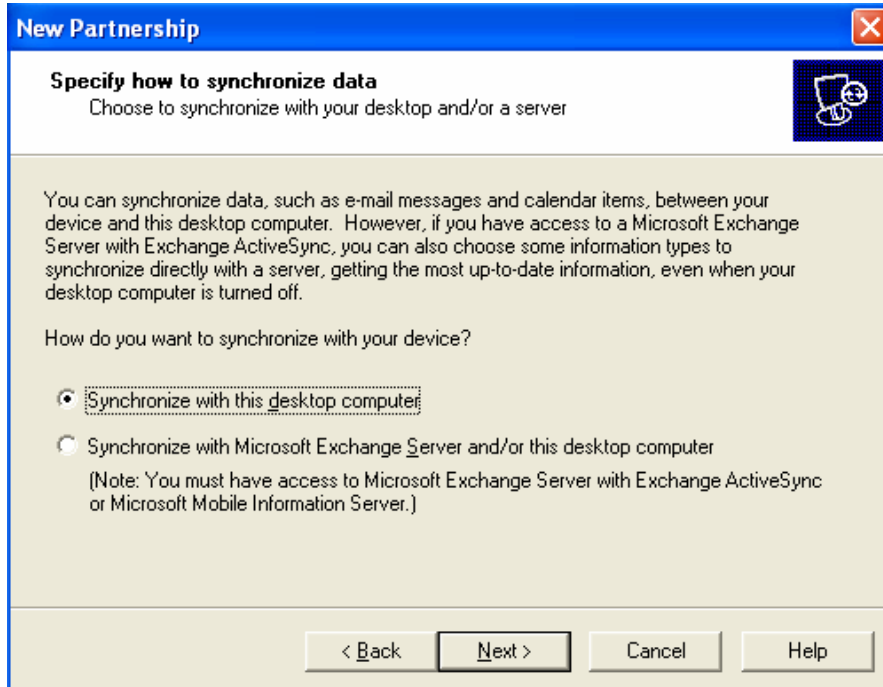 New Partnership
Specify how to synchronize data
Choose to synchronize with your desktop and/or a server
You can synchronize data, such as e-mail messages and calendar items, between your
device and this desktop computer. However, if you have access to a Microsoft Exchange
Server with Exchange ActiveSync, you can also choose some information types to
synchronize directly with a server, getting the most up-to-date information, even when your
desktop computer is turned off.
How do you want to synchronize with your device?
Synchronize with this desktop computer
Synchronize with Microsoft Exchange Server and/or this desktop computer
(Note: You must have access to Microsoft Exchange Server with Exchange ActiveSync
or Microsoft Mobile Information Server.)
< Back Next > Cancel Help